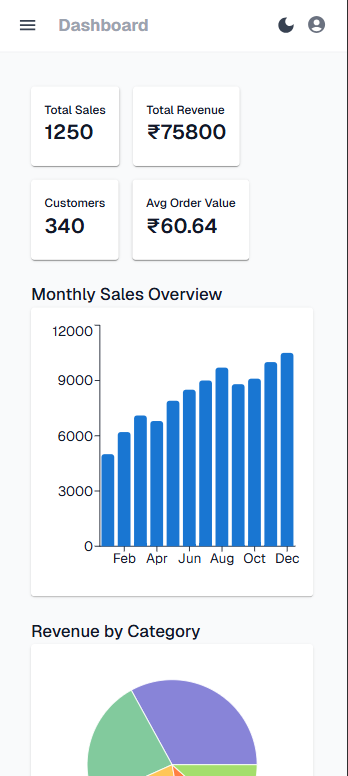 Dashboard
Total Sales
1250
Total Revenue
₹75800
Customers
340
Avg Order Value
₹60.64
Monthly Sales Overview
12000
9000
6000
3000
0
Feb Apr Jun Aug Oct Dec
Revenue by Category